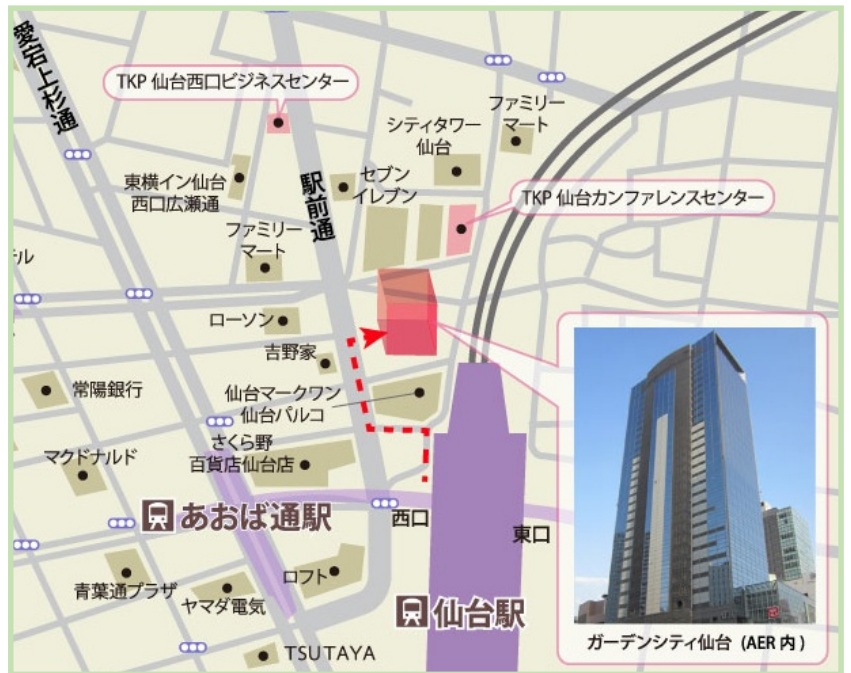 愛宕上杉通
TKP 仙台西口ビジネスセンター
ファミリー
マート
シティタワー
仙台
東横イン仙台
西口広瀬通
駅前通
セブン
イレブン
TKP 仙台カンファレンスセンター
ファミリー
マート
テル
ローソン
吉野家
常陽銀行
仙台マークワン
仙台パルコ
さくら野
百貨店仙台店
マクドナルド
あおば通駅
西口
東口
青葉通プラザ
ヤマダ電気
ロフト
仙台駅
TSUTAYA
ガーデンシティ仙台 (AER 内 )